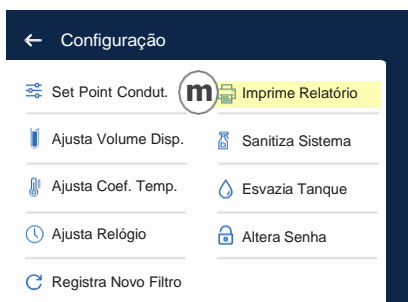 ← Configuração
Set Point Condut.
m
Imprime Relatório
Ajusta Volume Disp.
Sanitiza Sistema
Ajusta Coef. Temp.
Esvazia Tanque
Ajusta Relógio
Altera Senha
Registra Novo Filtro